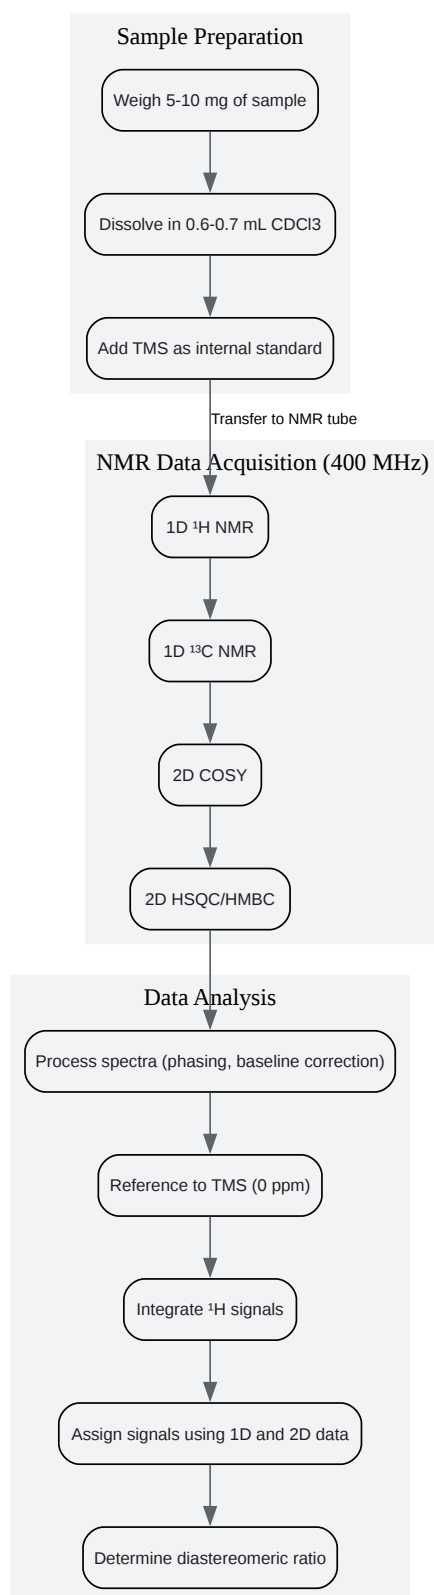 Sample Preparation
Weigh 5-10 mg of sample
Dissolve in 0.6-0.7 mL CDCl3
Add TMS as internal standard
Transfer to NMR tube
NMR Data Acquisition (400 MHz)
1D ¹H NMR
1D ¹³C NMR
2D COSY
2D HSQC/HMBC
Data Analysis
Process spectra (phasing, baseline correction)
Reference to TMS (0 ppm)
Integrate ¹H signals
Assign signals using 1D and 2D data
Determine diastereomeric ratio